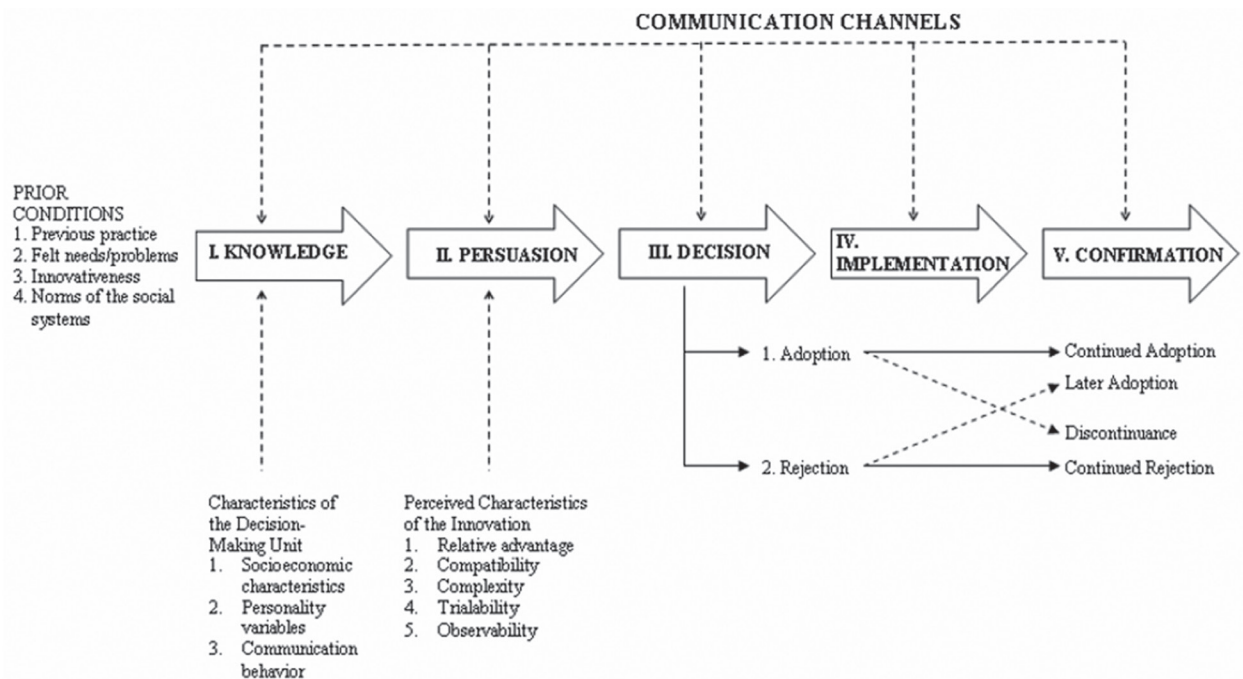 COMMUNICATION CHANNELS
PRIOR
CONDITIONS
1. Previous practice
2. Felt needs/problems
3. Innovativeness
4. Norms of the social
systems
I. KNOWLEDGE
II. PERSUASION
III. DECISION
IV.
IMPLEMENTATION
V. CONFIRMATION
1. Adoption
2. Rejection
Continued Adoption
Later Adoption
Discontinuance
Continued Rejection
Characteristics of
the Decision-
Making Unit
1. Socioeconomic
characteristics
2. Personality
variables
3. Communication
behavior
Perceived Characteristics
of the Innovation
1. Relative advantage
2. Compatibility
3. Complexity
4. Trialability
5. Observability